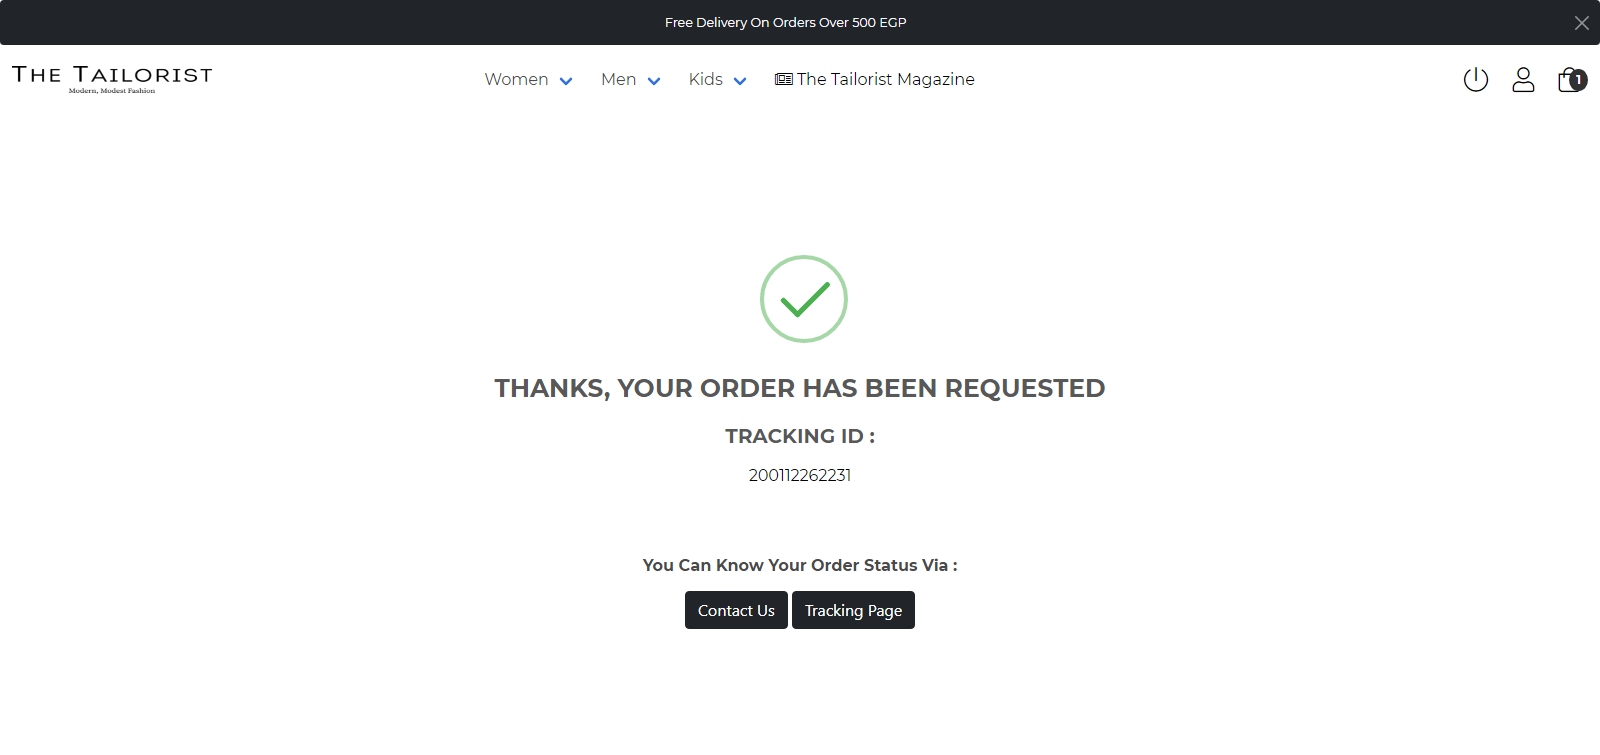 Free Delivery On Orders Over 500 EGP
THE TAILORIST
Modern, Modest Fashion
Women
Men
Kids
The Tailorist Magazine
1
THANKS, YOUR ORDER HAS BEEN REQUESTED
TRACKING ID :
200112262231
You Can Know Your Order Status Via :
Contact Us
Tracking Page